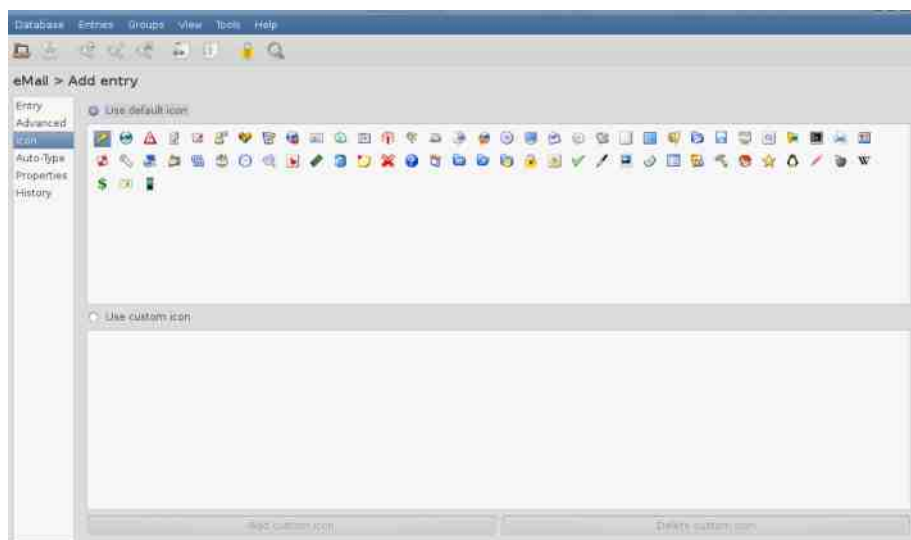 Database Entries Groups View Tools Help
eMail > Add entry
Entry
Advanced
Icon
Auto-Type
Properties
History
Use default icon
Use custom icon
Add custom icon
Delete custom icon